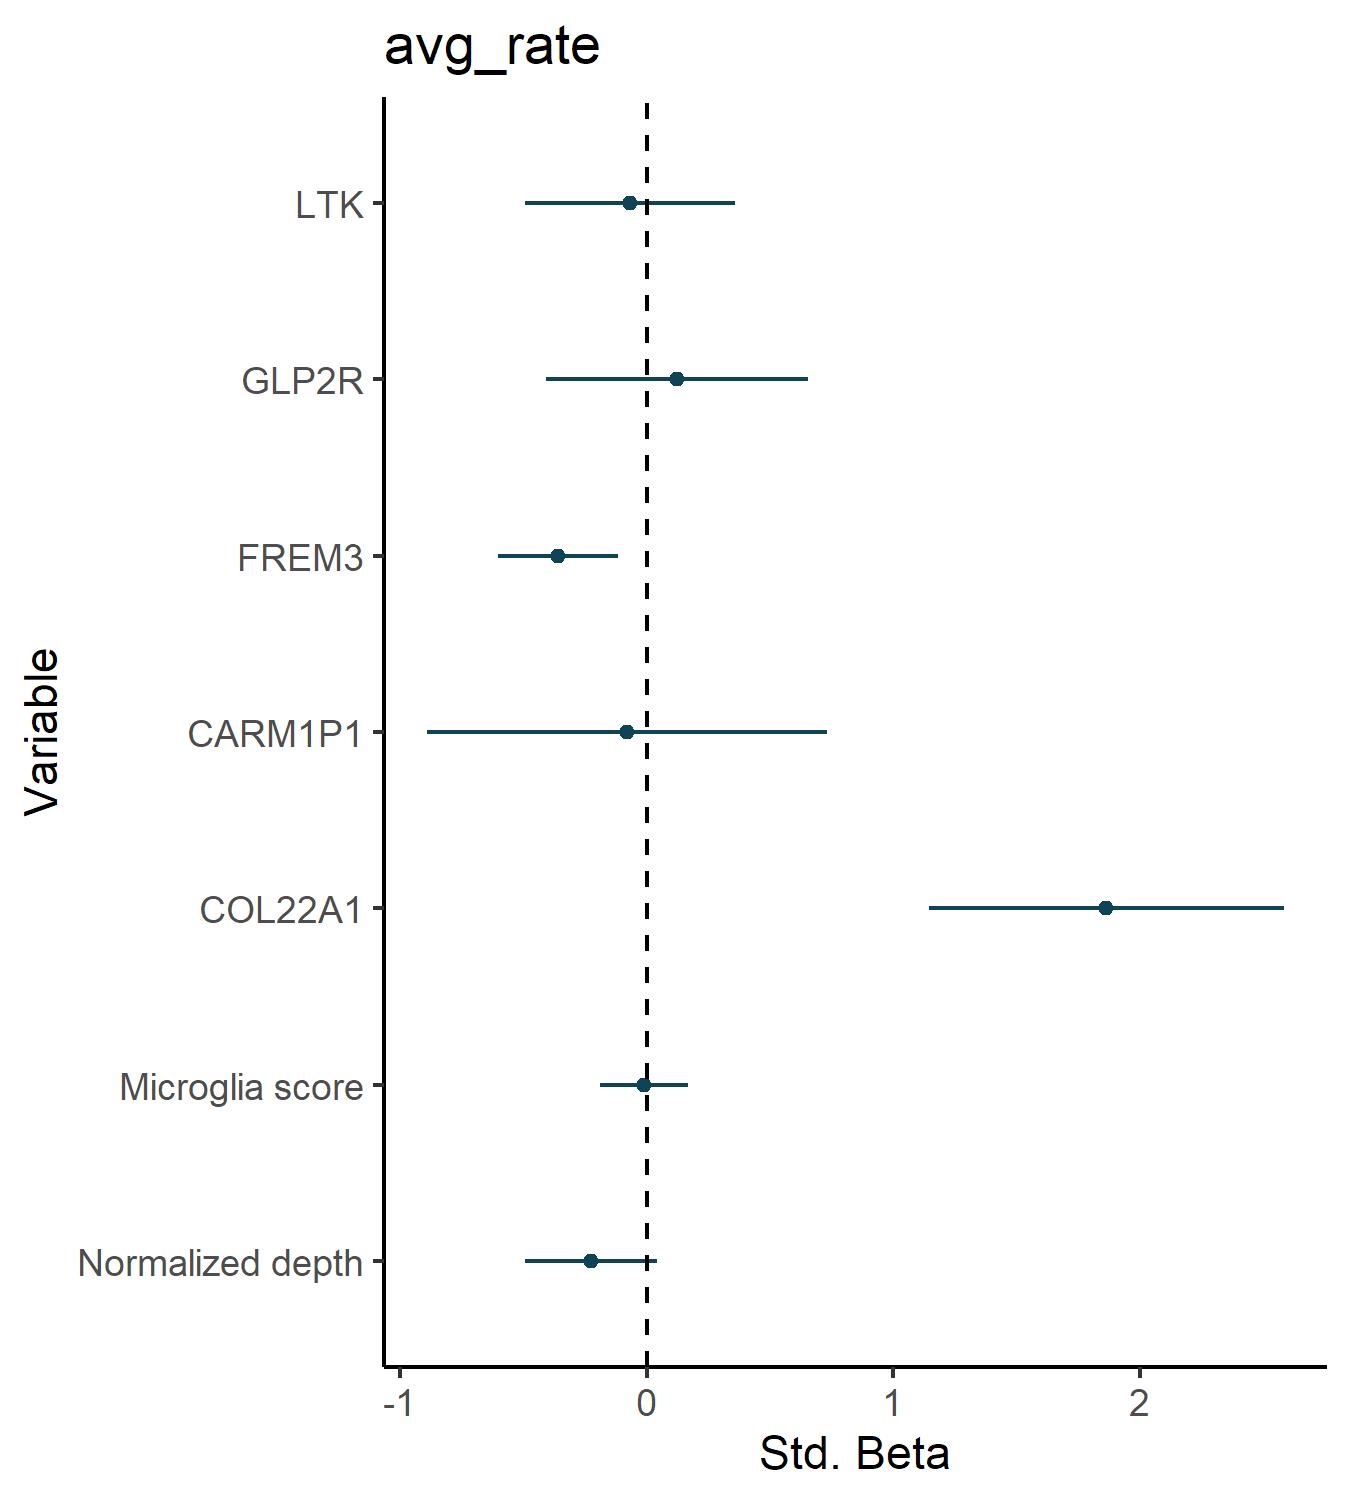 avg_rate
LTK
GLP2R
FREM3
CARM1P1
COL22A1
Microglia score
Normalized depth
Variable
-1 0 1 2
Std. Beta